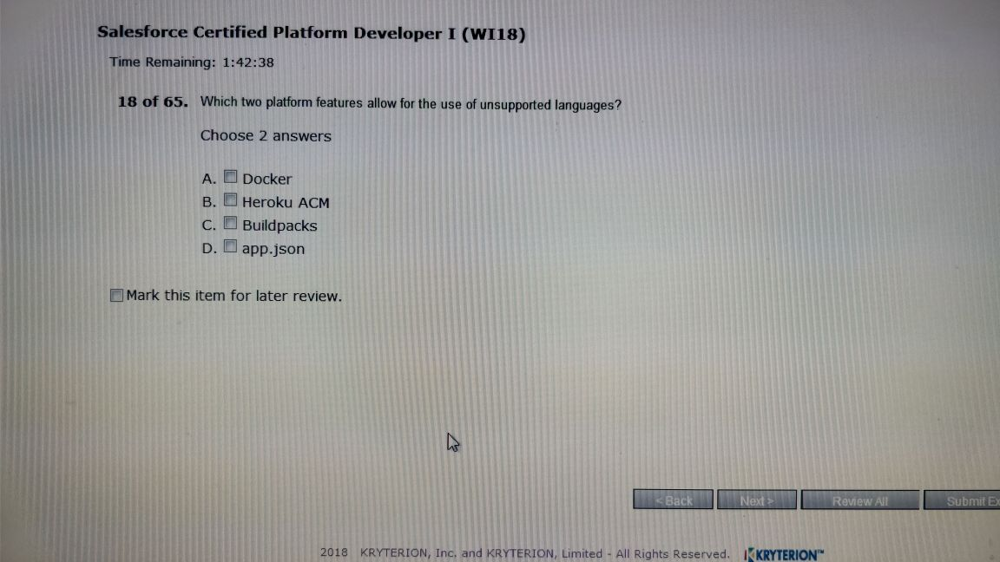 Salesforce Certified Platform Developer I (WI18)
Time Remaining: 1:42:38
18 of 65. Which two platform features allow for the use of unsupported languages?
Choose 2 answers
A. Docker
B. Heroku ACM
C. Buildpacks
D. app.json
Mark this item for later review.
< Back Next > Review All Submit Ex
2018 KRYTERION, Inc. and KRYTERION, Limited - All Rights Reserved. KRYTERION™